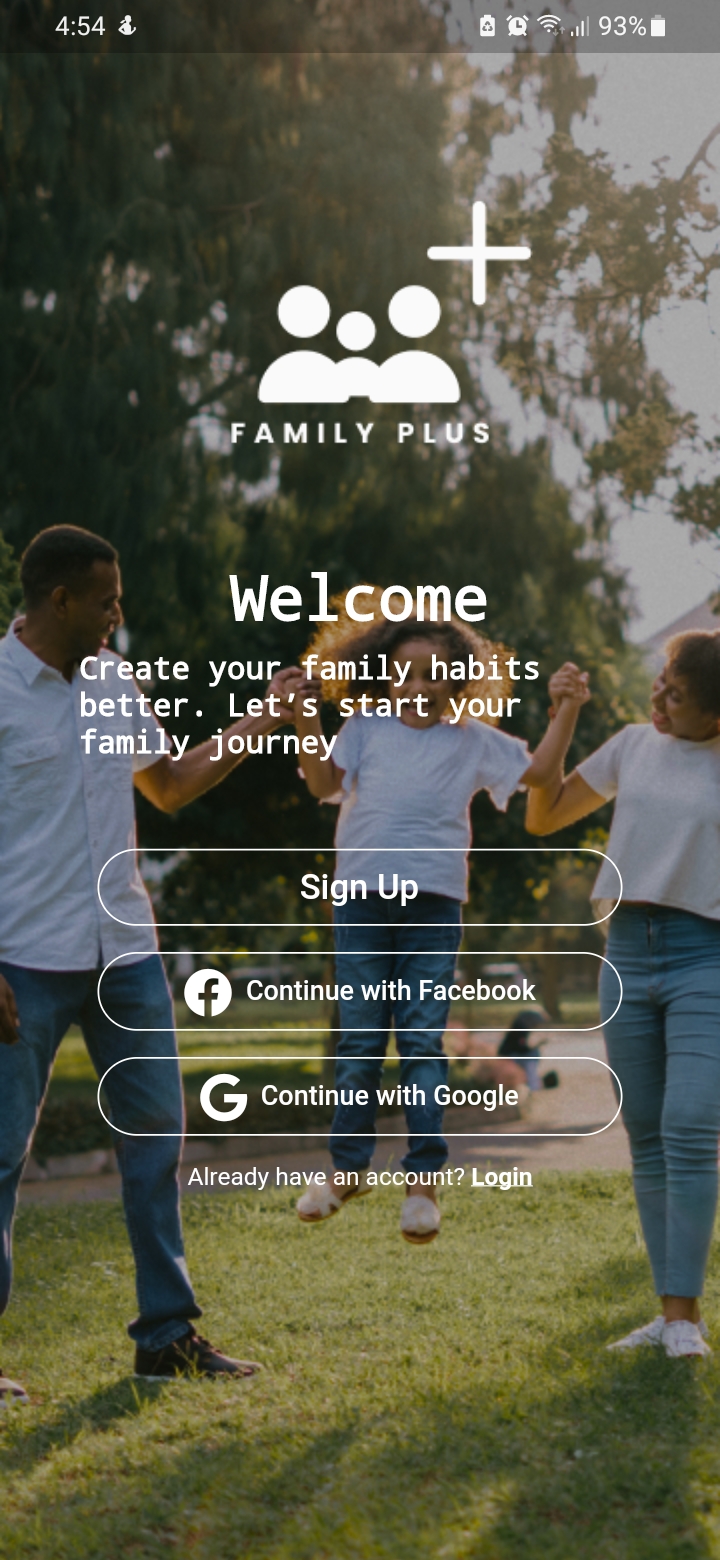 4:54 93%
FAMILY PLUS
Welcome
Create your family habits
better. Let’s start your
family journey
Sign Up
Continue with Facebook
Continue with Google
Already have an account? Login